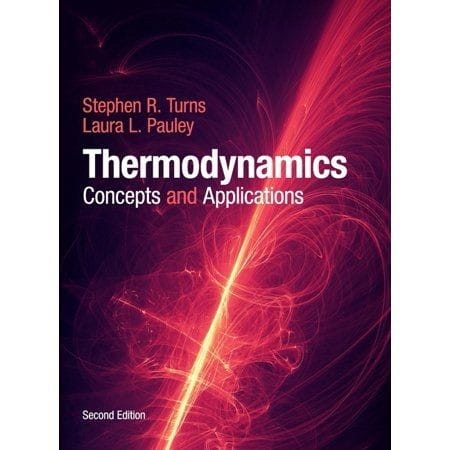 Stephen R. Turns
Laura L. Pauley
Thermodynamics
Concepts and Applications
Second Edition